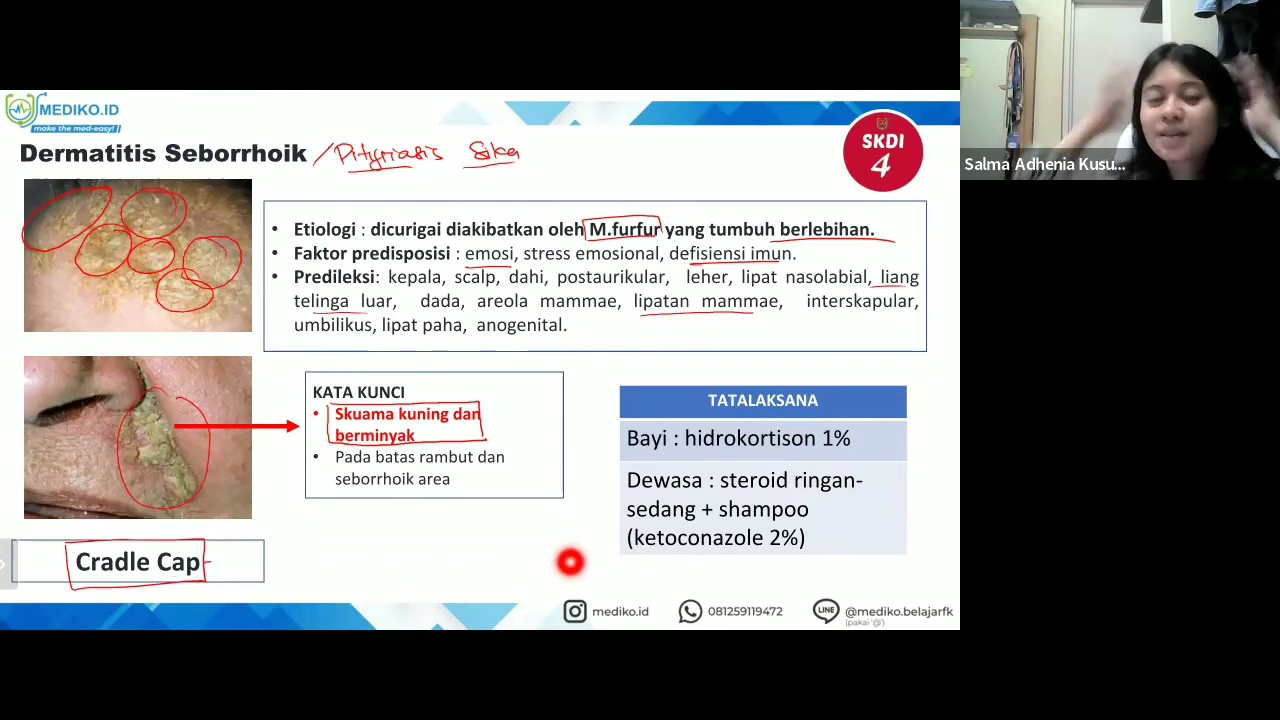 MEDIKO.ID
make the med-easy!
Dermatitis Seborrhoik / Pityriasis Sika
SKDI
4
Salma Adhenia Kusu...
• Etiologi : dicurigai diakibatkan oleh M.furfur yang tumbuh berlebihan.
• Faktor predisposisi : emosi, stress emosional, defisiensi imun.
• Predileksi: kepala, scalp, dahi, postaurikular, leher, lipat nasolabial, liang
telinga luar, dada, areola mammae, lipatan mammae, interskapular,
umbilikus, lipat paha, anogenital.
KATA KUNCI
• Skuama kuning dan
berminyak
• Pada batas rambut dan
seborrhoik area
TATALAKSANA
Bayi : hidrokortison 1%
Dewasa : steroid ringan-
sedang + shampoo
(ketoconazole 2%)
Cradle Cap
mediko.id
081259119472
LINE
@mediko.belajarfk
(pakai '@')